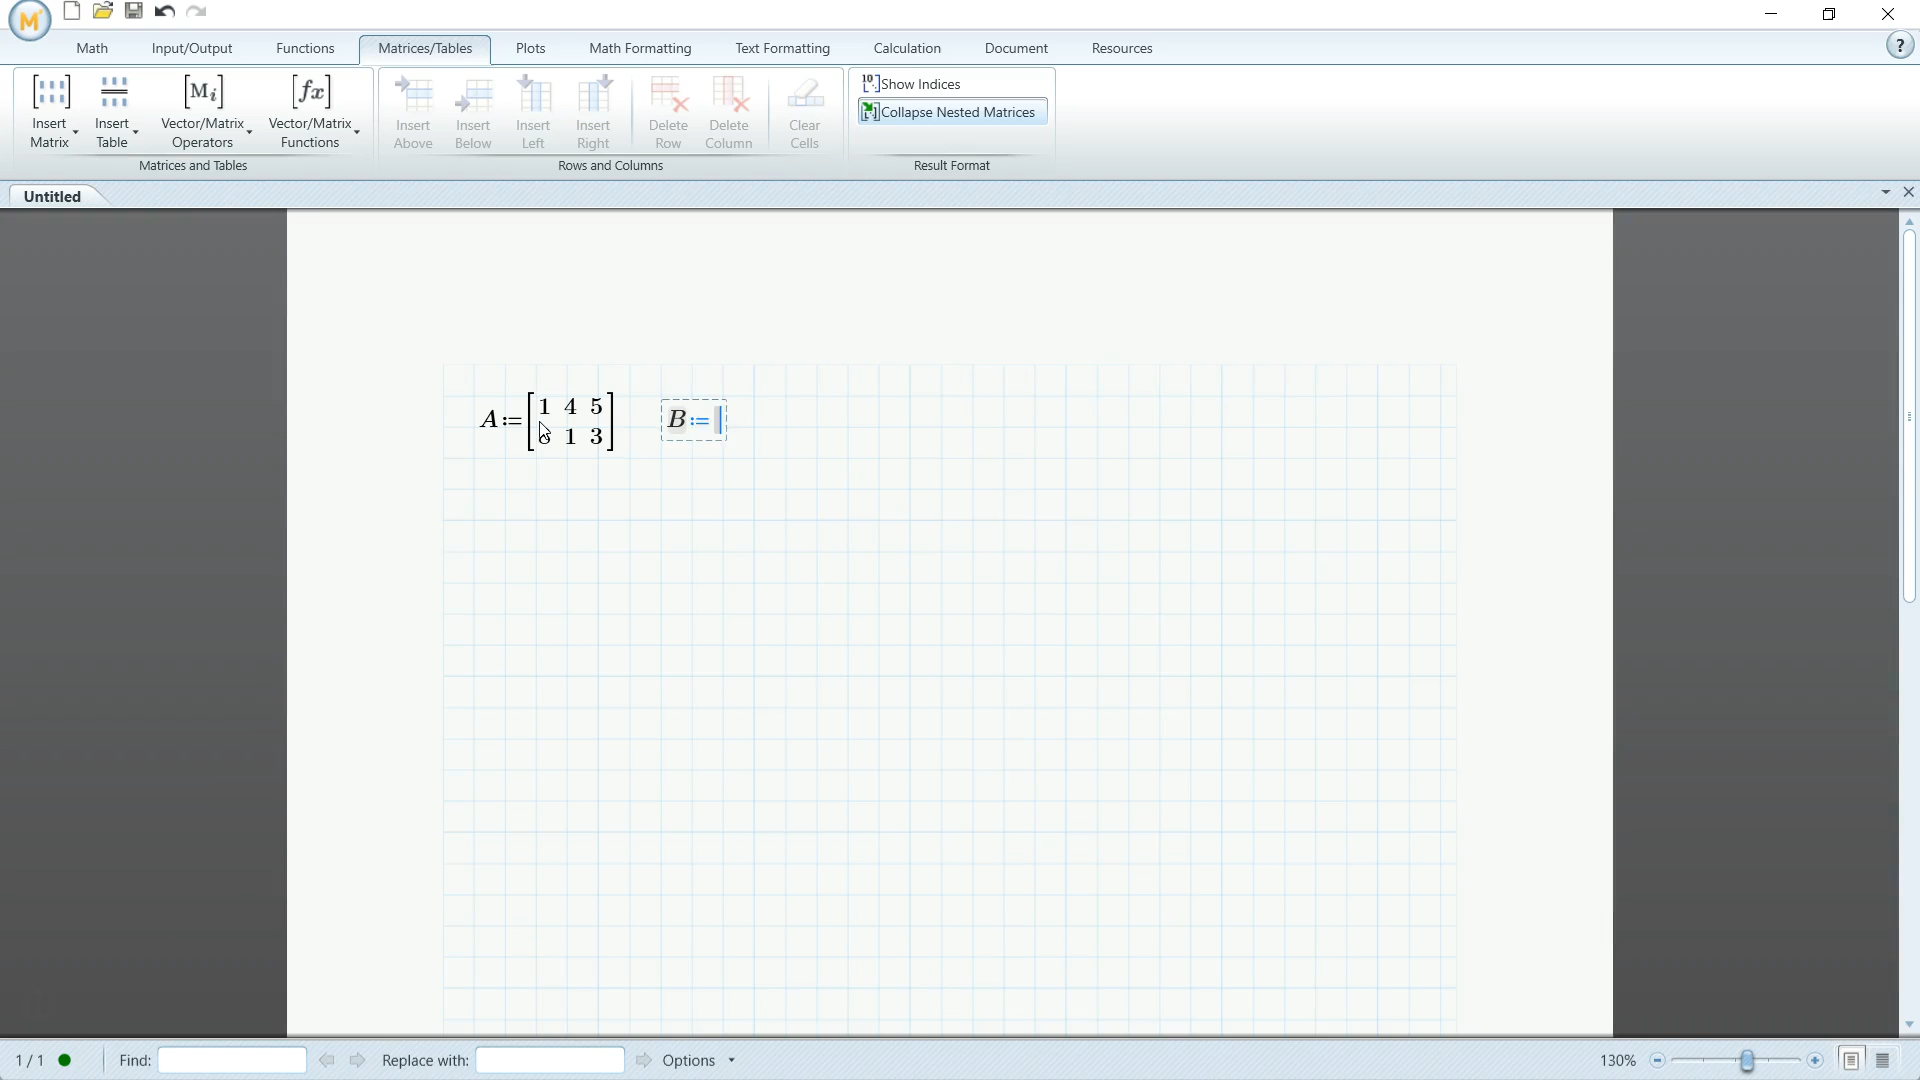 Math Input/Output Functions Matrices/Tables Plots Math Formatting Text Formatting Calculation Document Resources ?
[Mᵢ] [fx]
Insert Matrix
Insert Table
Vector/Matrix Operators
Vector/Matrix Functions
Matrices and Tables
Insert Above
Insert Below
Insert Left
Insert Right
Delete Row
Delete Column
Clear Cells
Rows and Columns
Show Indices
Collapse Nested Matrices
Result Format
Untitled
A:=[1 4 5
1 3]
B:=
1 / 1 Find: Replace with: Options 130%